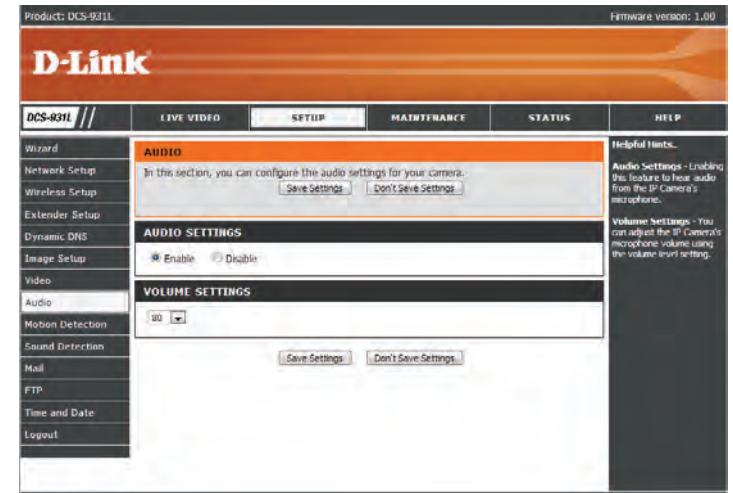 Product: DCS-931L
Firmware version: 1.00
D-Link
DCS-931L
LIVE VIDEO
SETUP
MAINTENANCE
STATUS
HELP
Wizard
Network Setup
Wireless Setup
Extender Setup
Dynamic DNS
Image Setup
Video
Audio
Motion Detection
Sound Detection
Mail
FTP
Time and Date
Logout
AUDIO
In this section, you can configure the audio settings for your camera.
Save Settings
Don't Save Settings
AUDIO SETTINGS
Enable
Disable
VOLUME SETTINGS
80
Save Settings
Don't Save Settings
Helpful Hints..
Audio Settings - Enabling
this feature to hear audio
from the IP Camera's
microphone.
Volume Settings - You
can adjust the IP Camera's
microphone volume using
the volume level setting.